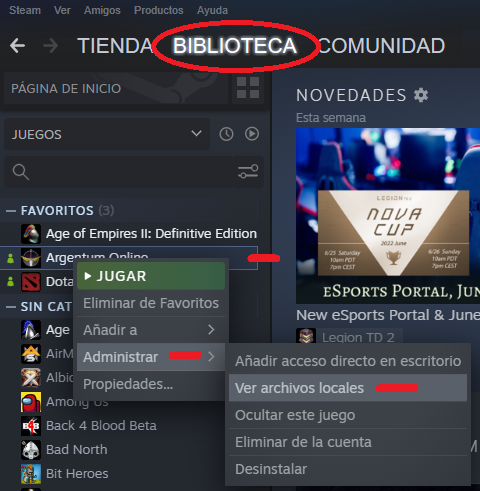 Steam Ver Amigos Productos Ayuda
TIENDA BIBLIOTECA COMUNIDAD
PÁGINA DE INICIO
JUEGOS
FAVORITOS (3)
Age of Empires II: Definitive Edition
Argentum Online
Dota
SIN CAT
Age
AirM
Albio
Among Us
Back 4 Blood Beta
Bad North
Bit Heroes
JUGAR
Eliminar de Favoritos
Añadir a
Administrar
Propiedades...
Añadir acceso directo en escritorio
Ver archivos locales
Ocultar este juego
Eliminar de la cuenta
Desinstalar
NOVEDADES
Esta semana
LEGION TD 2
NOVA
CUP
2022 June
6/25 Saturday
10am PDT
7pm CEST
6/26 Sunday
10am PDT
7pm CEST
eSports Portal, Jun
New eSports Portal & June
Legion TD 2